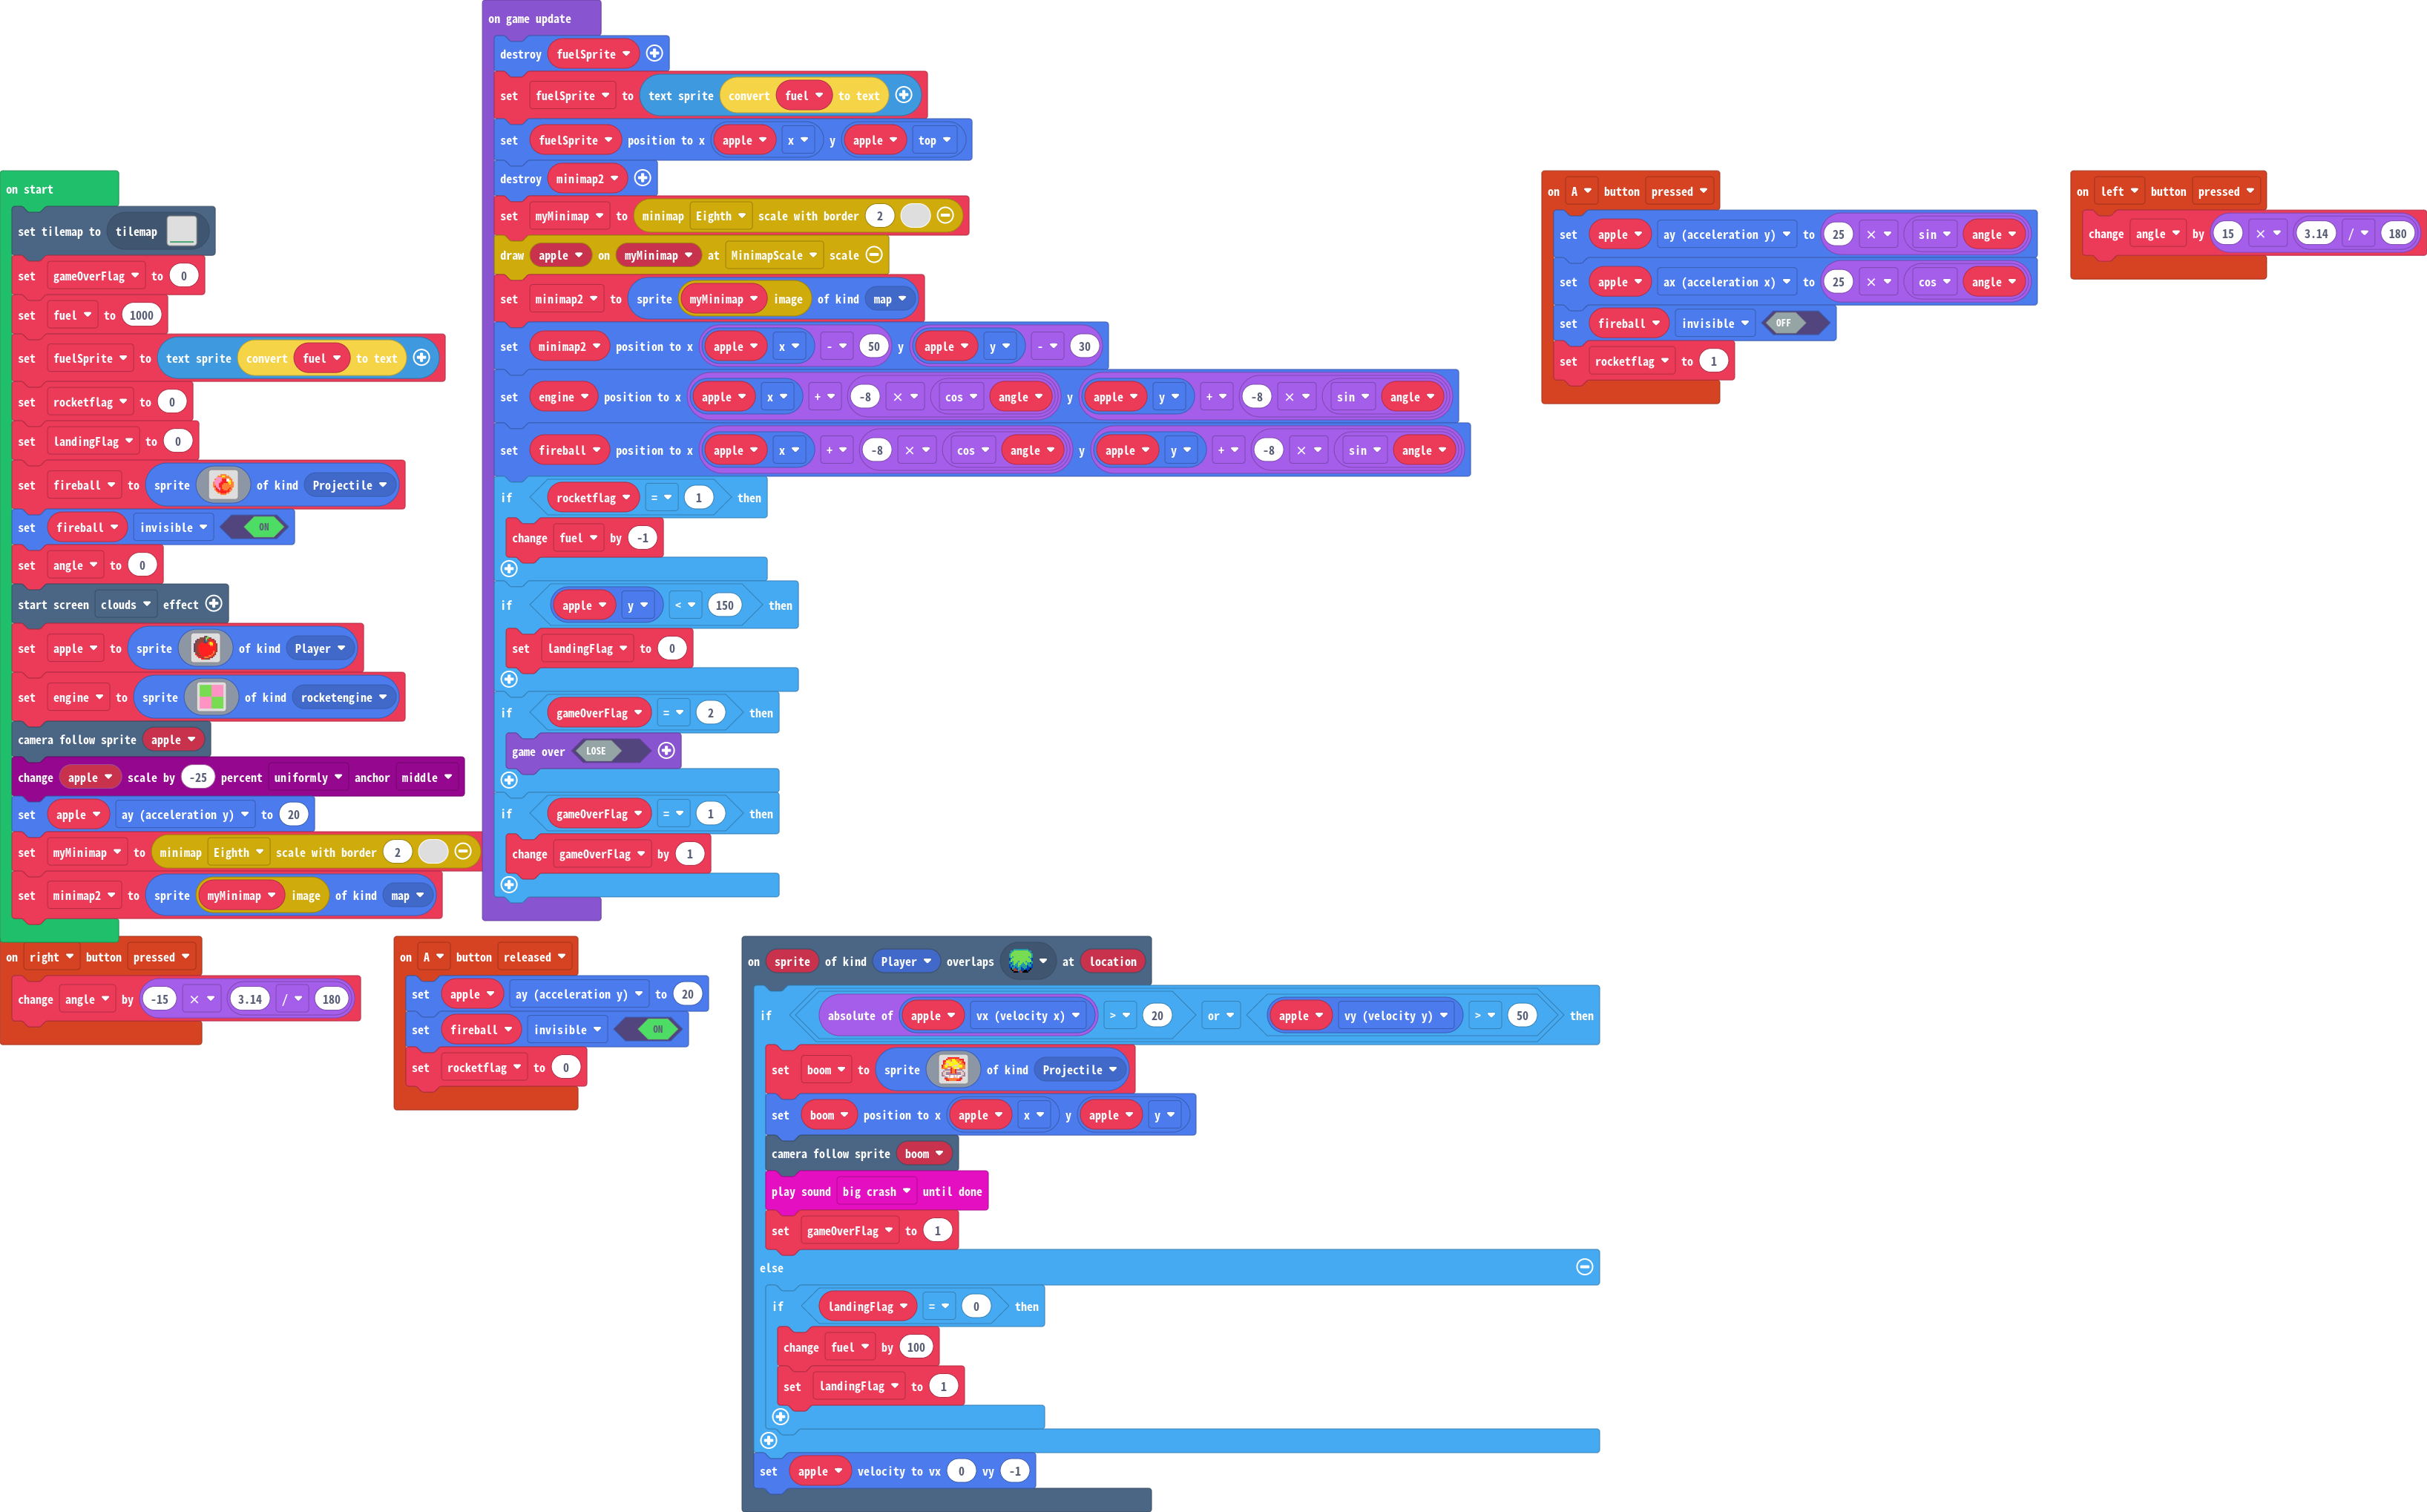 on start
set tilemap to tilemap
set gameOverFlag to 0
set fuel to 1000
set fuelSprite to text sprite convert fuel to text
set rocketflag to 0
set landingFlag to 0
set fireball to sprite of kind Projectile
set fireball invisible ON
set angle to 0
start screen clouds effect
set apple to sprite of kind Player
set engine to sprite of kind rocketengine
camera follow sprite apple
change apple scale by -25 percent uniformly anchor middle
set apple ay (acceleration y) to 20
set myMinimap to minimap Eighth scale with border 2
set minimap2 to sprite myMinimap image of kind map
on game update
destroy fuelSprite
set fuelSprite to text sprite convert fuel to text
set fuelSprite position to x apple x y apple top
destroy minimap2
set myMinimap to minimap Eighth scale with border 2
draw apple on myMinimap at MinimapScale scale
set minimap2 to sprite myMinimap image of kind map
set minimap2 position to x apple x - 50 y apple y - 30
set engine position to x apple x + -8 × cos angle y apple y + -8 × sin angle
set fireball position to x apple x + -8 × cos angle y apple y + -8 × sin angle
if rocketflag = 1 then
change fuel by -1
if apple y < 150 then
set landingFlag to 0
if gameOverFlag = 2 then
game over LOSE
if gameOverFlag = 1 then
change gameOverFlag by 1
on A button pressed
set apple ay (acceleration y) to 25 × sin angle
set apple ax (acceleration x) to 25 × cos angle
set fireball invisible OFF
set rocketflag to 1
on left button pressed
change angle by 15 × 3.14 / 180
on right button pressed
change angle by -15 × 3.14 / 180
on A button released
set apple ay (acceleration y) to 20
set fireball invisible ON
set rocketflag to 0
on sprite of kind Player overlaps at location
if absolute of apple vx (velocity x) > 20 or apple vy (velocity y) > 50 then
set boom to sprite of kind Projectile
set boom position to x apple x y apple y
camera follow sprite boom
play sound big crash until done
set gameOverFlag to 1
else
if landingFlag = 0 then
change fuel by 100
set landingFlag to 1
set apple velocity to vx 0 vy -1